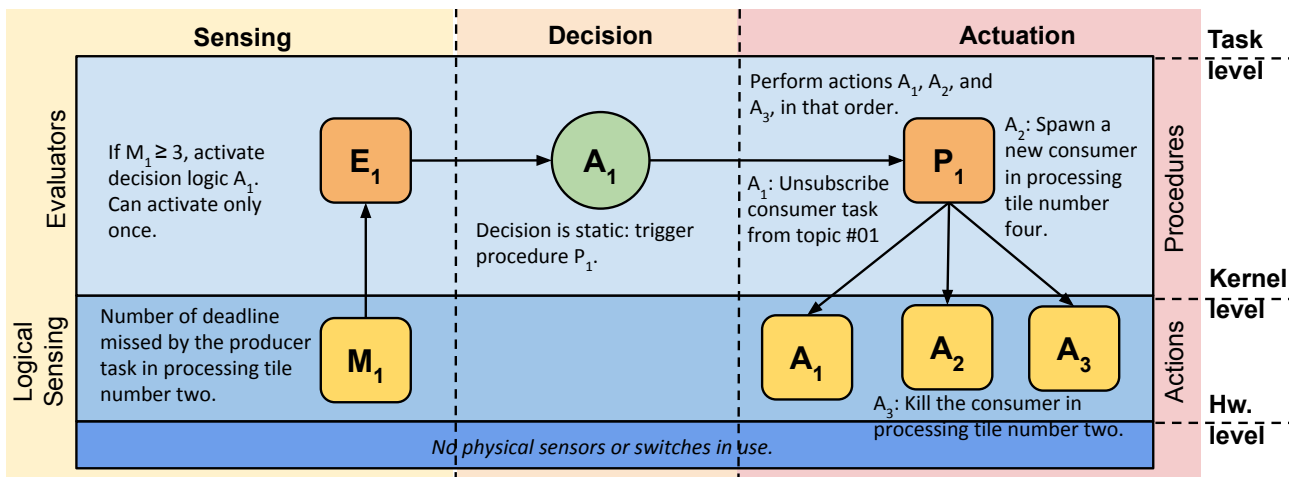 Sensing
Decision
Actuation
Task
level
Evaluators
If M₁ ≥ 3, activate
decision logic A₁.
Can activate only
once.
E₁
A₁
Decision is static: trigger
procedure P₁.
Perform actions A₁, A₂, and
A₃, in that order.
P₁
A₁: Unsubscribe
consumer task
from topic #01
A₂: Spawn a
new consumer
in processing
tile number
four.
Procedures
Kernel
level
Logical
Sensing
Number of deadline
missed by the producer
task in processing tile
number two.
M₁
A₁
A₂
A₃
A₃: Kill the consumer in
processing tile number two.
Actions
Hw.
level
No physical sensors or switches in use.